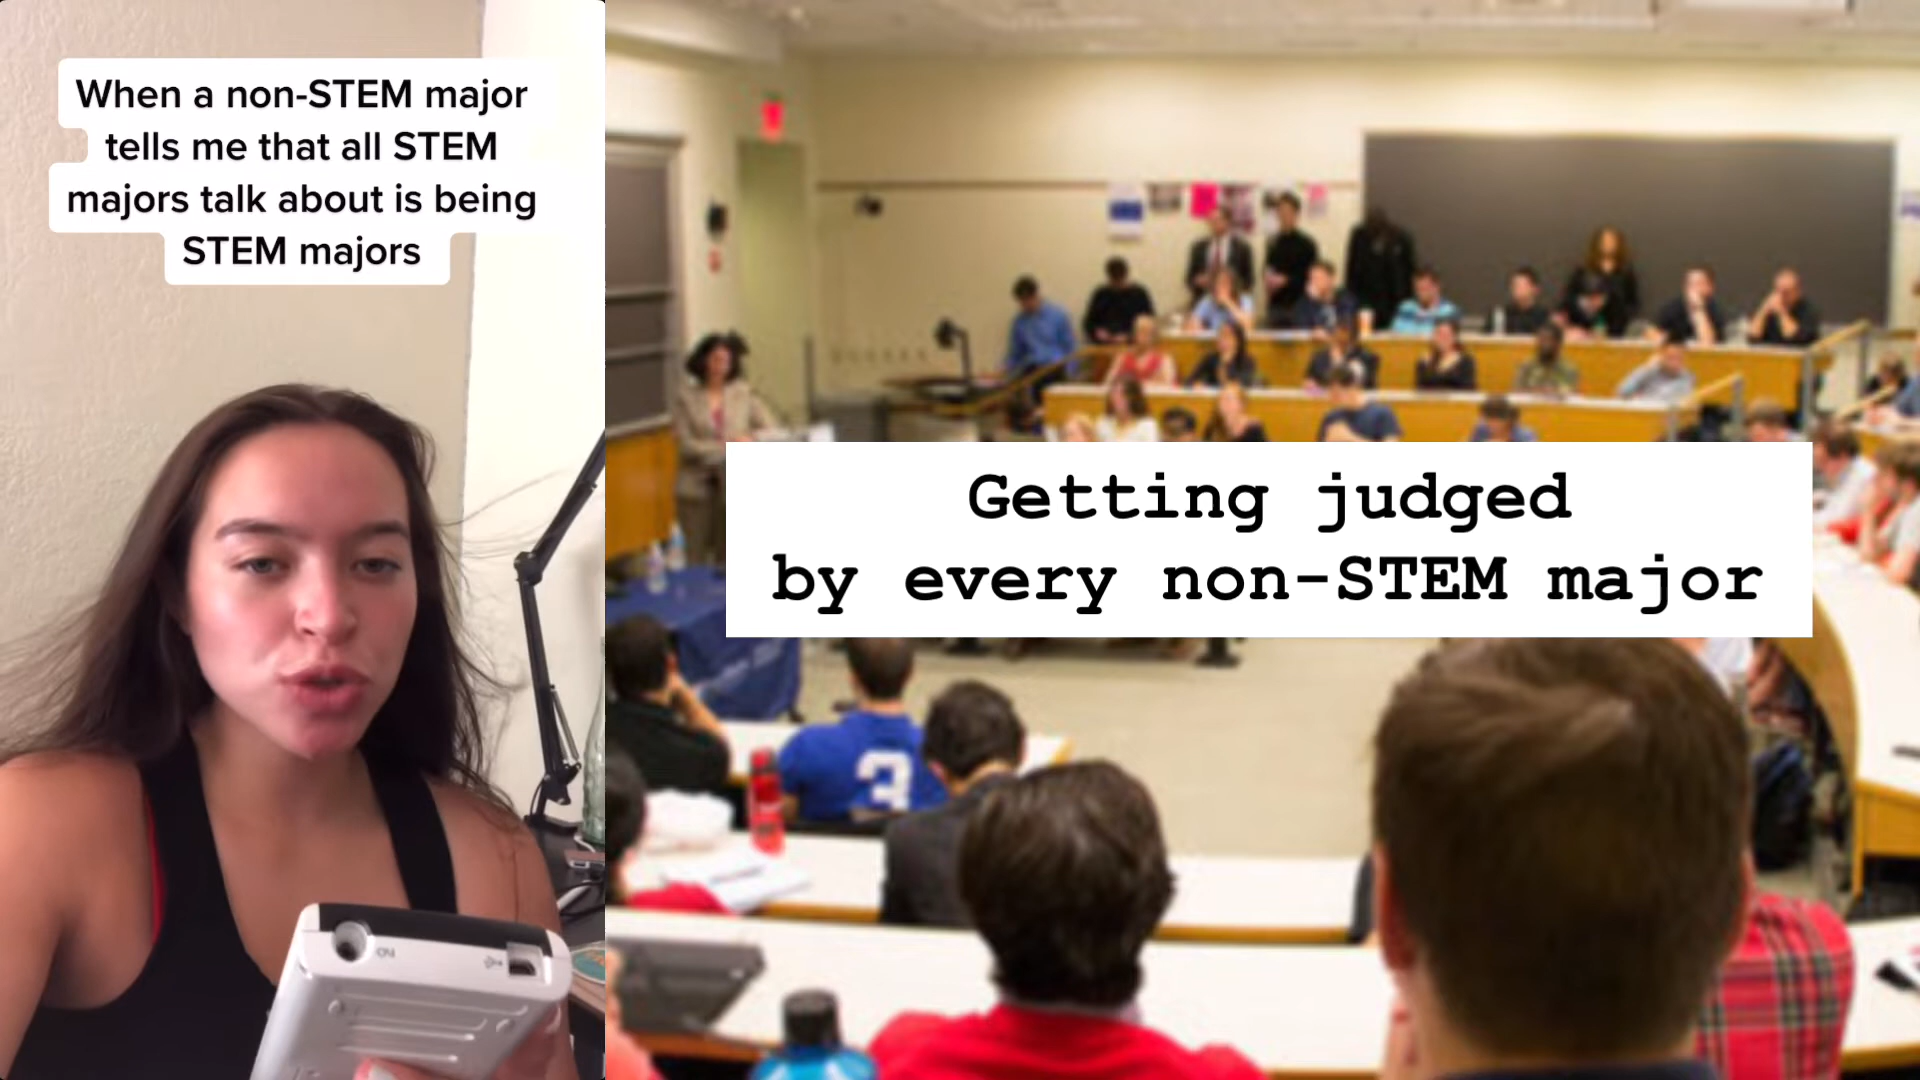 When a non-STEM major
tells me that all STEM
majors talk about is being
STEM majors
Getting judged
by every non-STEM major
3